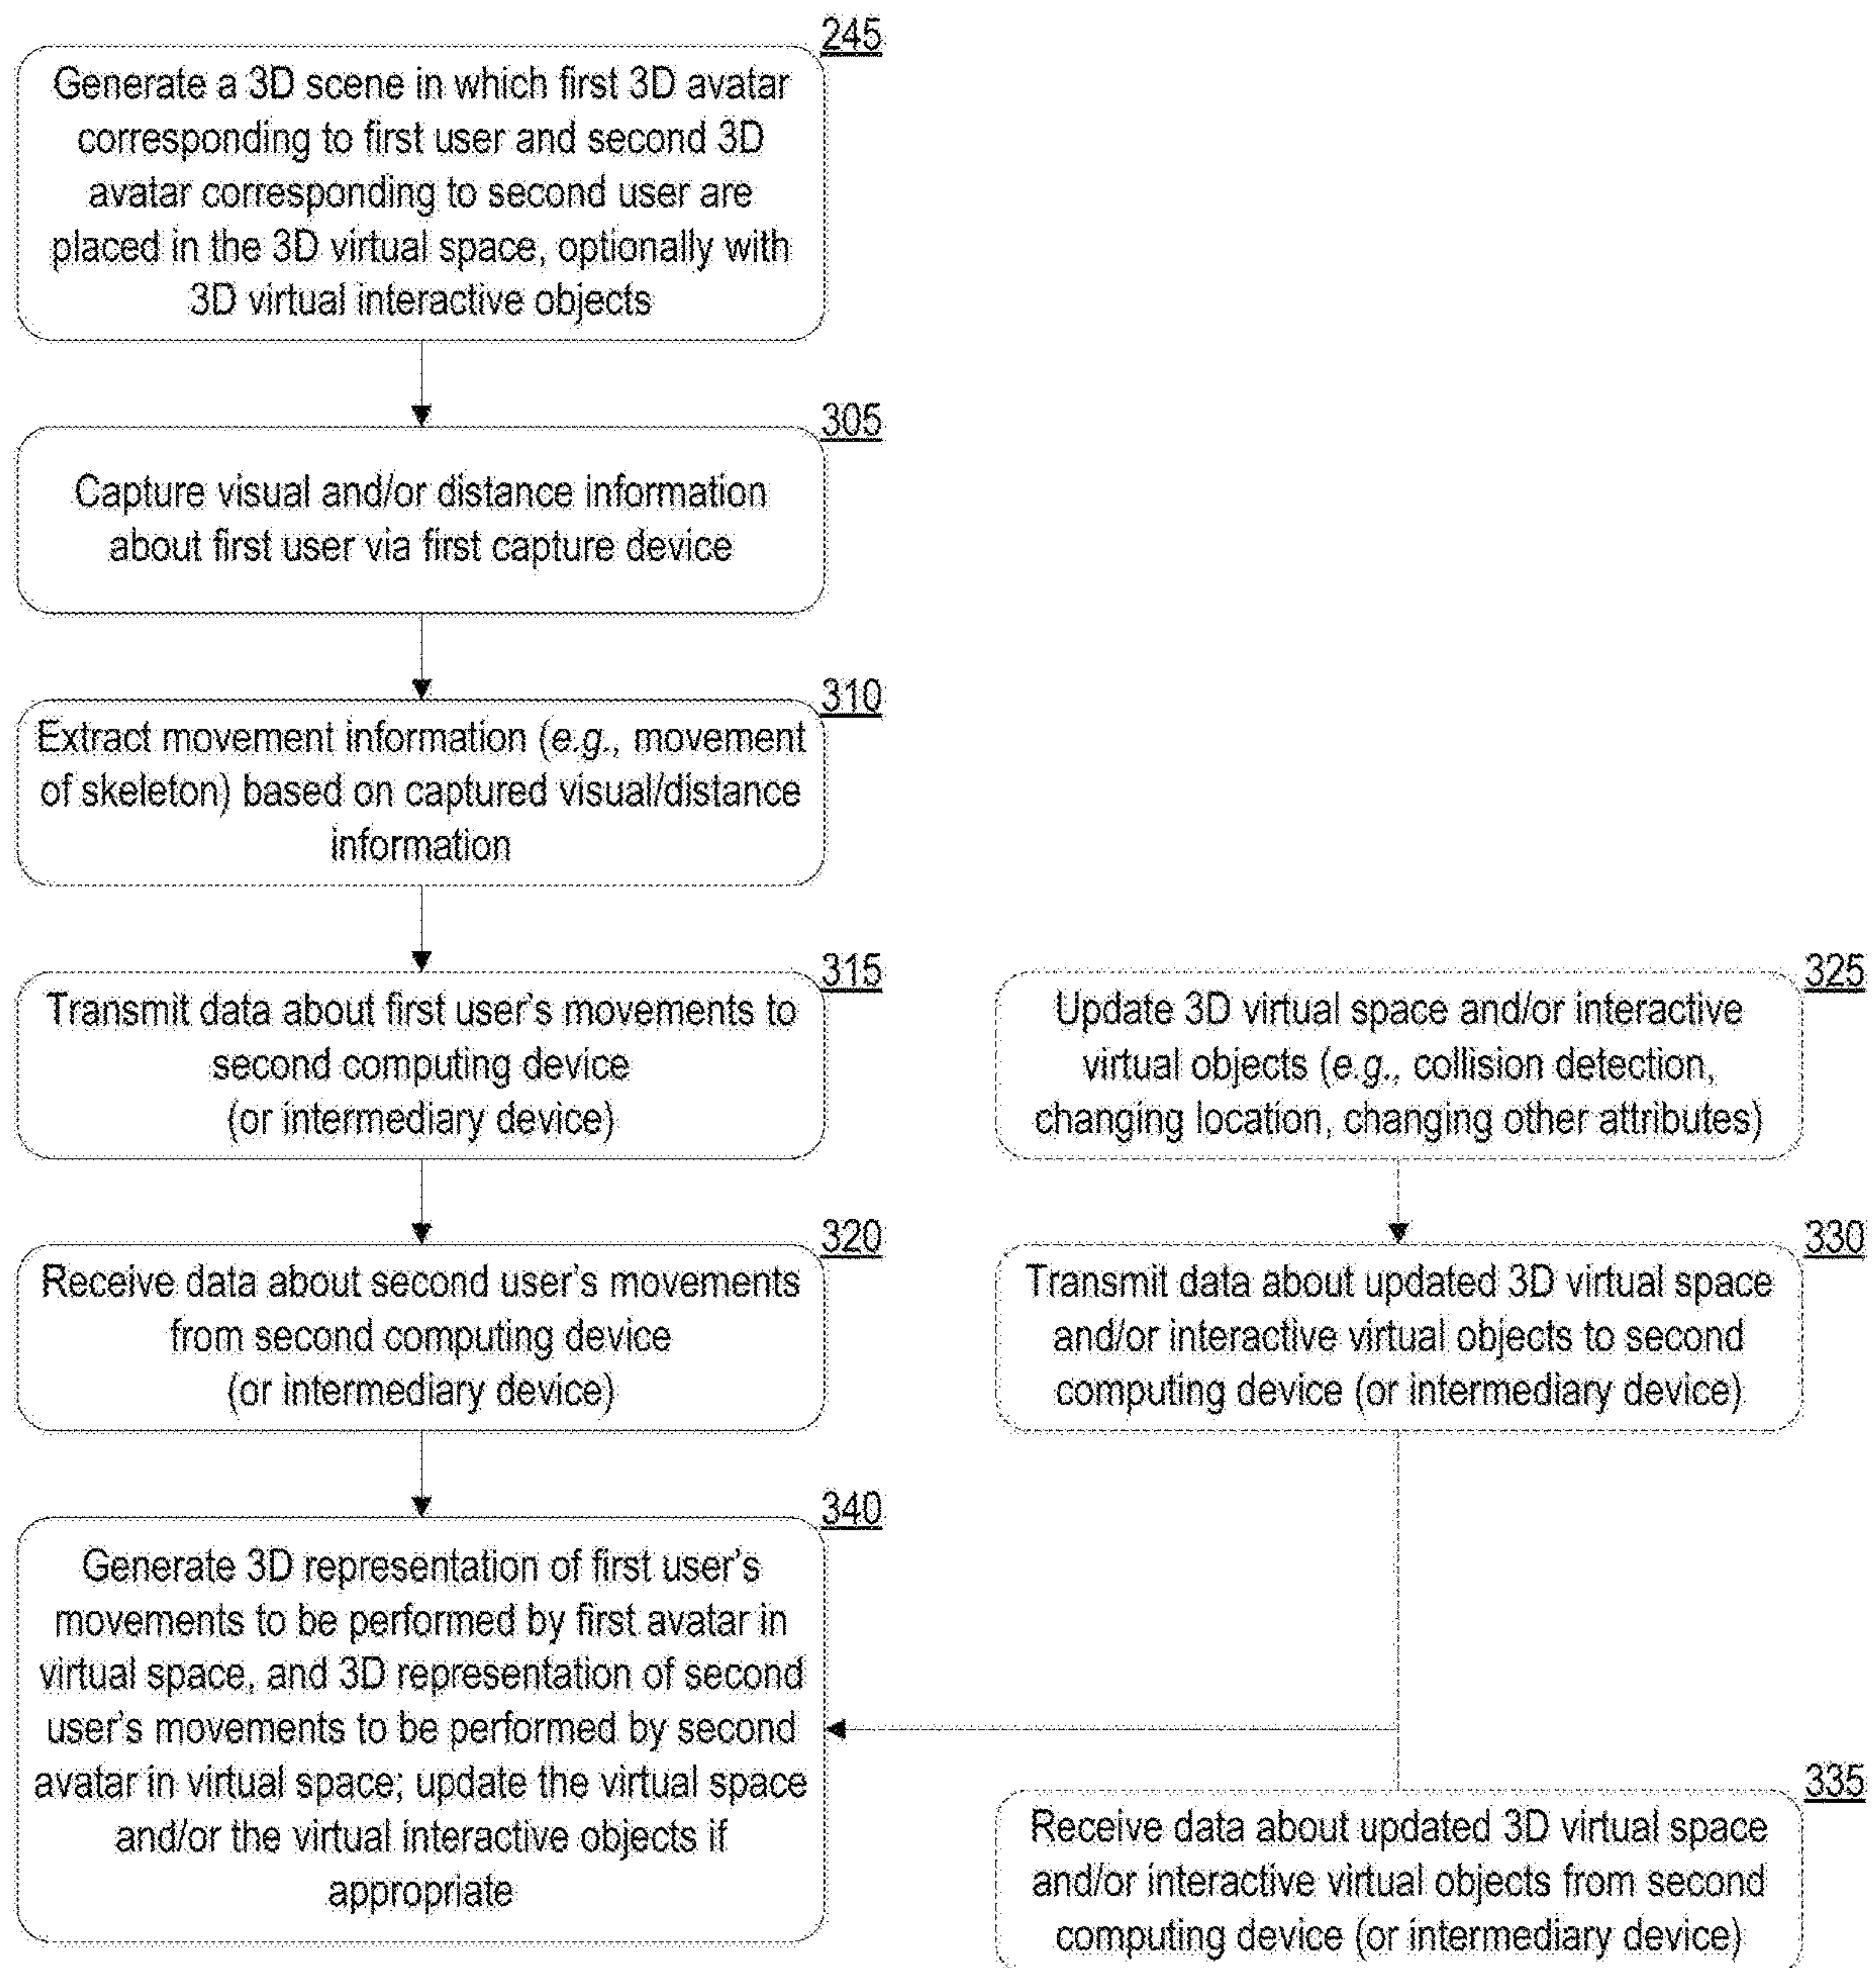 245
Generate a 3D scene in which first 3D avatar
corresponding to first user and second 3D
avatar corresponding to second user are
placed in the 3D virtual space, optionally with
3D virtual interactive objects
305
Capture visual and/or distance information
about first user via first capture device
310
Extract movement information (e.g., movement
of skeleton) based on captured visual/distance
information
315
Transmit data about first user's movements to
second computing device
(or intermediary device)
320
Receive data about second user's movements
from second computing device
(or intermediary device)
340
Generate 3D representation of first user's
movements to be performed by first avatar in
virtual space, and 3D representation of second
user's movements to be performed by second
avatar in virtual space; update the virtual space
and/or the virtual interactive objects if
appropriate
325
Update 3D virtual space and/or interactive
virtual objects (e.g., collision detection,
changing location, changing other attributes)
330
Transmit data about updated 3D virtual space
and/or interactive virtual objects to second
computing device (or intermediary device)
335
Receive data about updated 3D virtual space
and/or interactive virtual objects from second
computing device (or intermediary device)